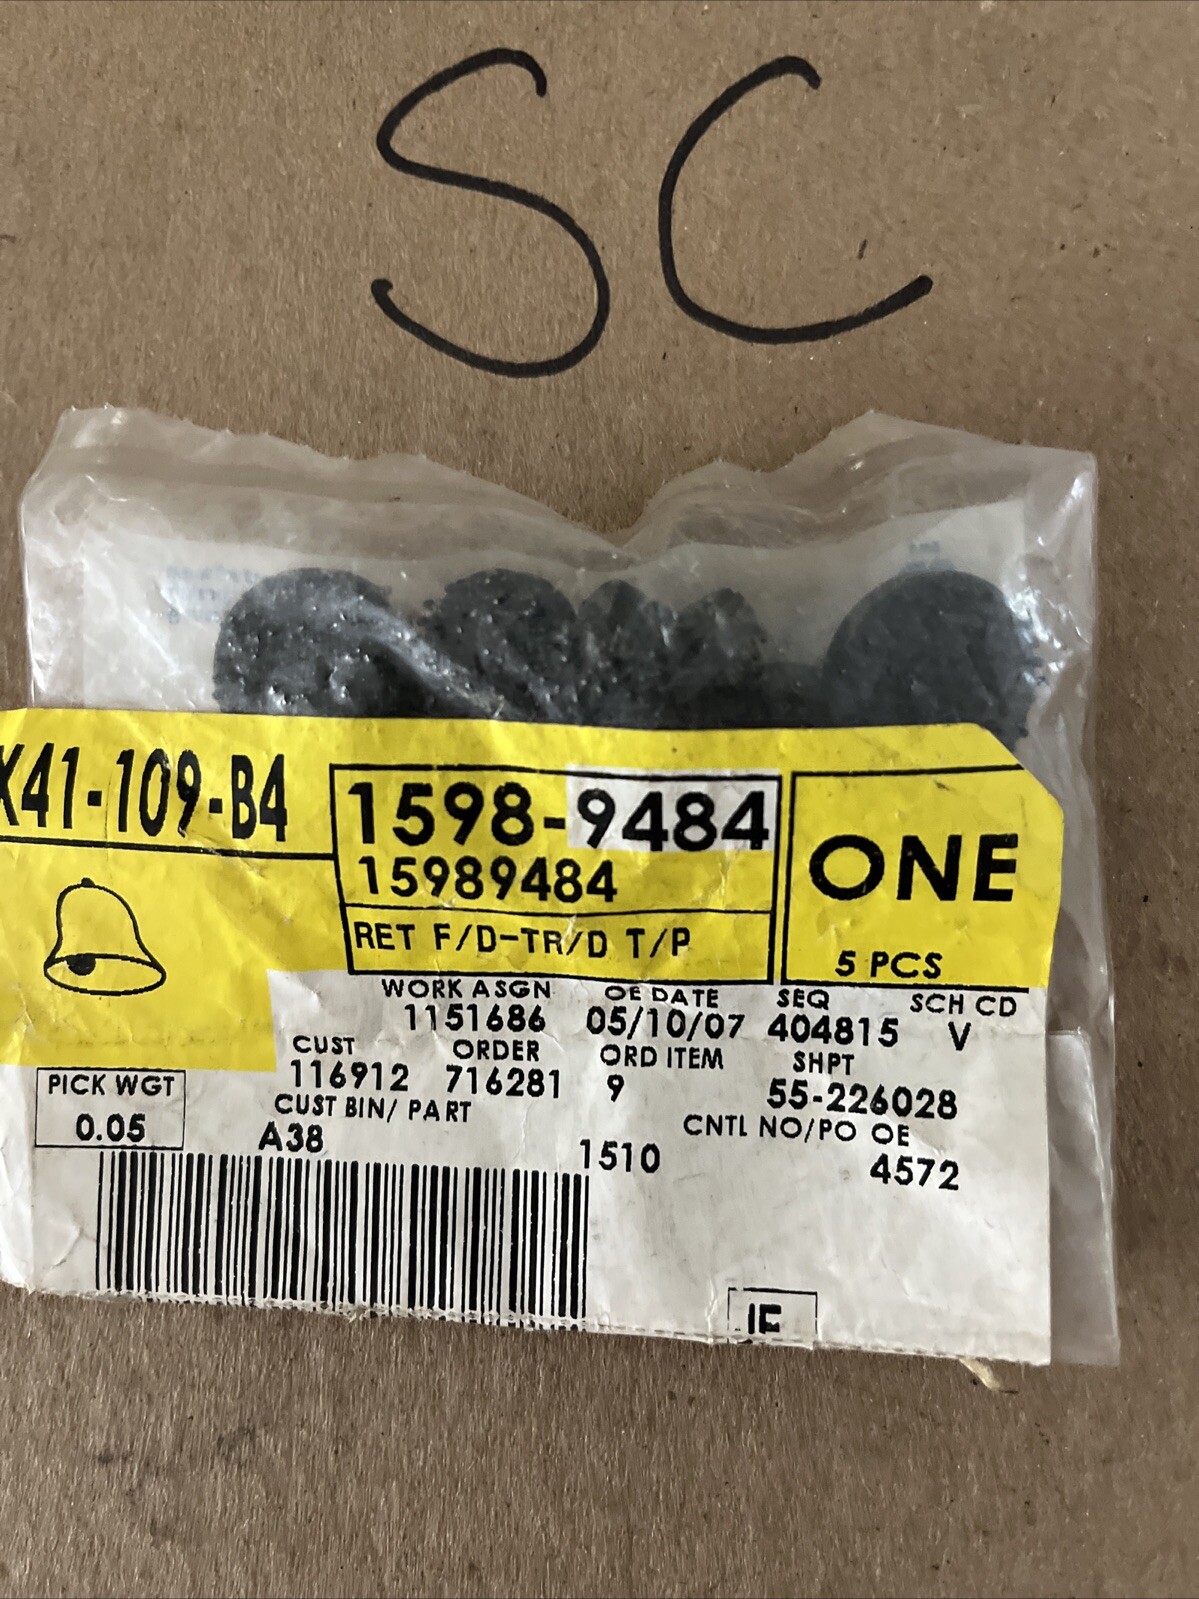 SC
X41-109-B4
1598-9484
15989484
RET F/D-TR/D T/P
ONE
5 PCS
WORK ASGN OE DATE SEQ SCH CD
1151686 05/10/07 404815 V
CUST ORDER ORD ITEM SHPT
116912 716281 9 55-226028
PICK WGT
0.05
CUST BIN/ PART CNTL NO/PO OE
A38 1510 4572